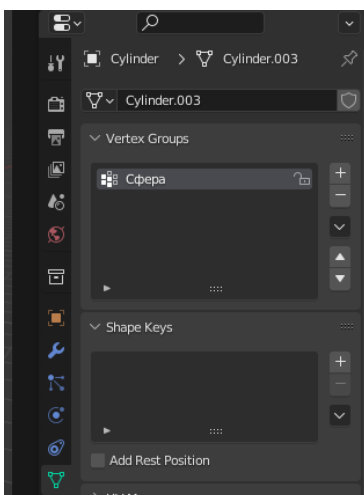 Cylinder > Cylinder.003
Cylinder.003
Vertex Groups
Сфера
Shape Keys
Add Rest Position